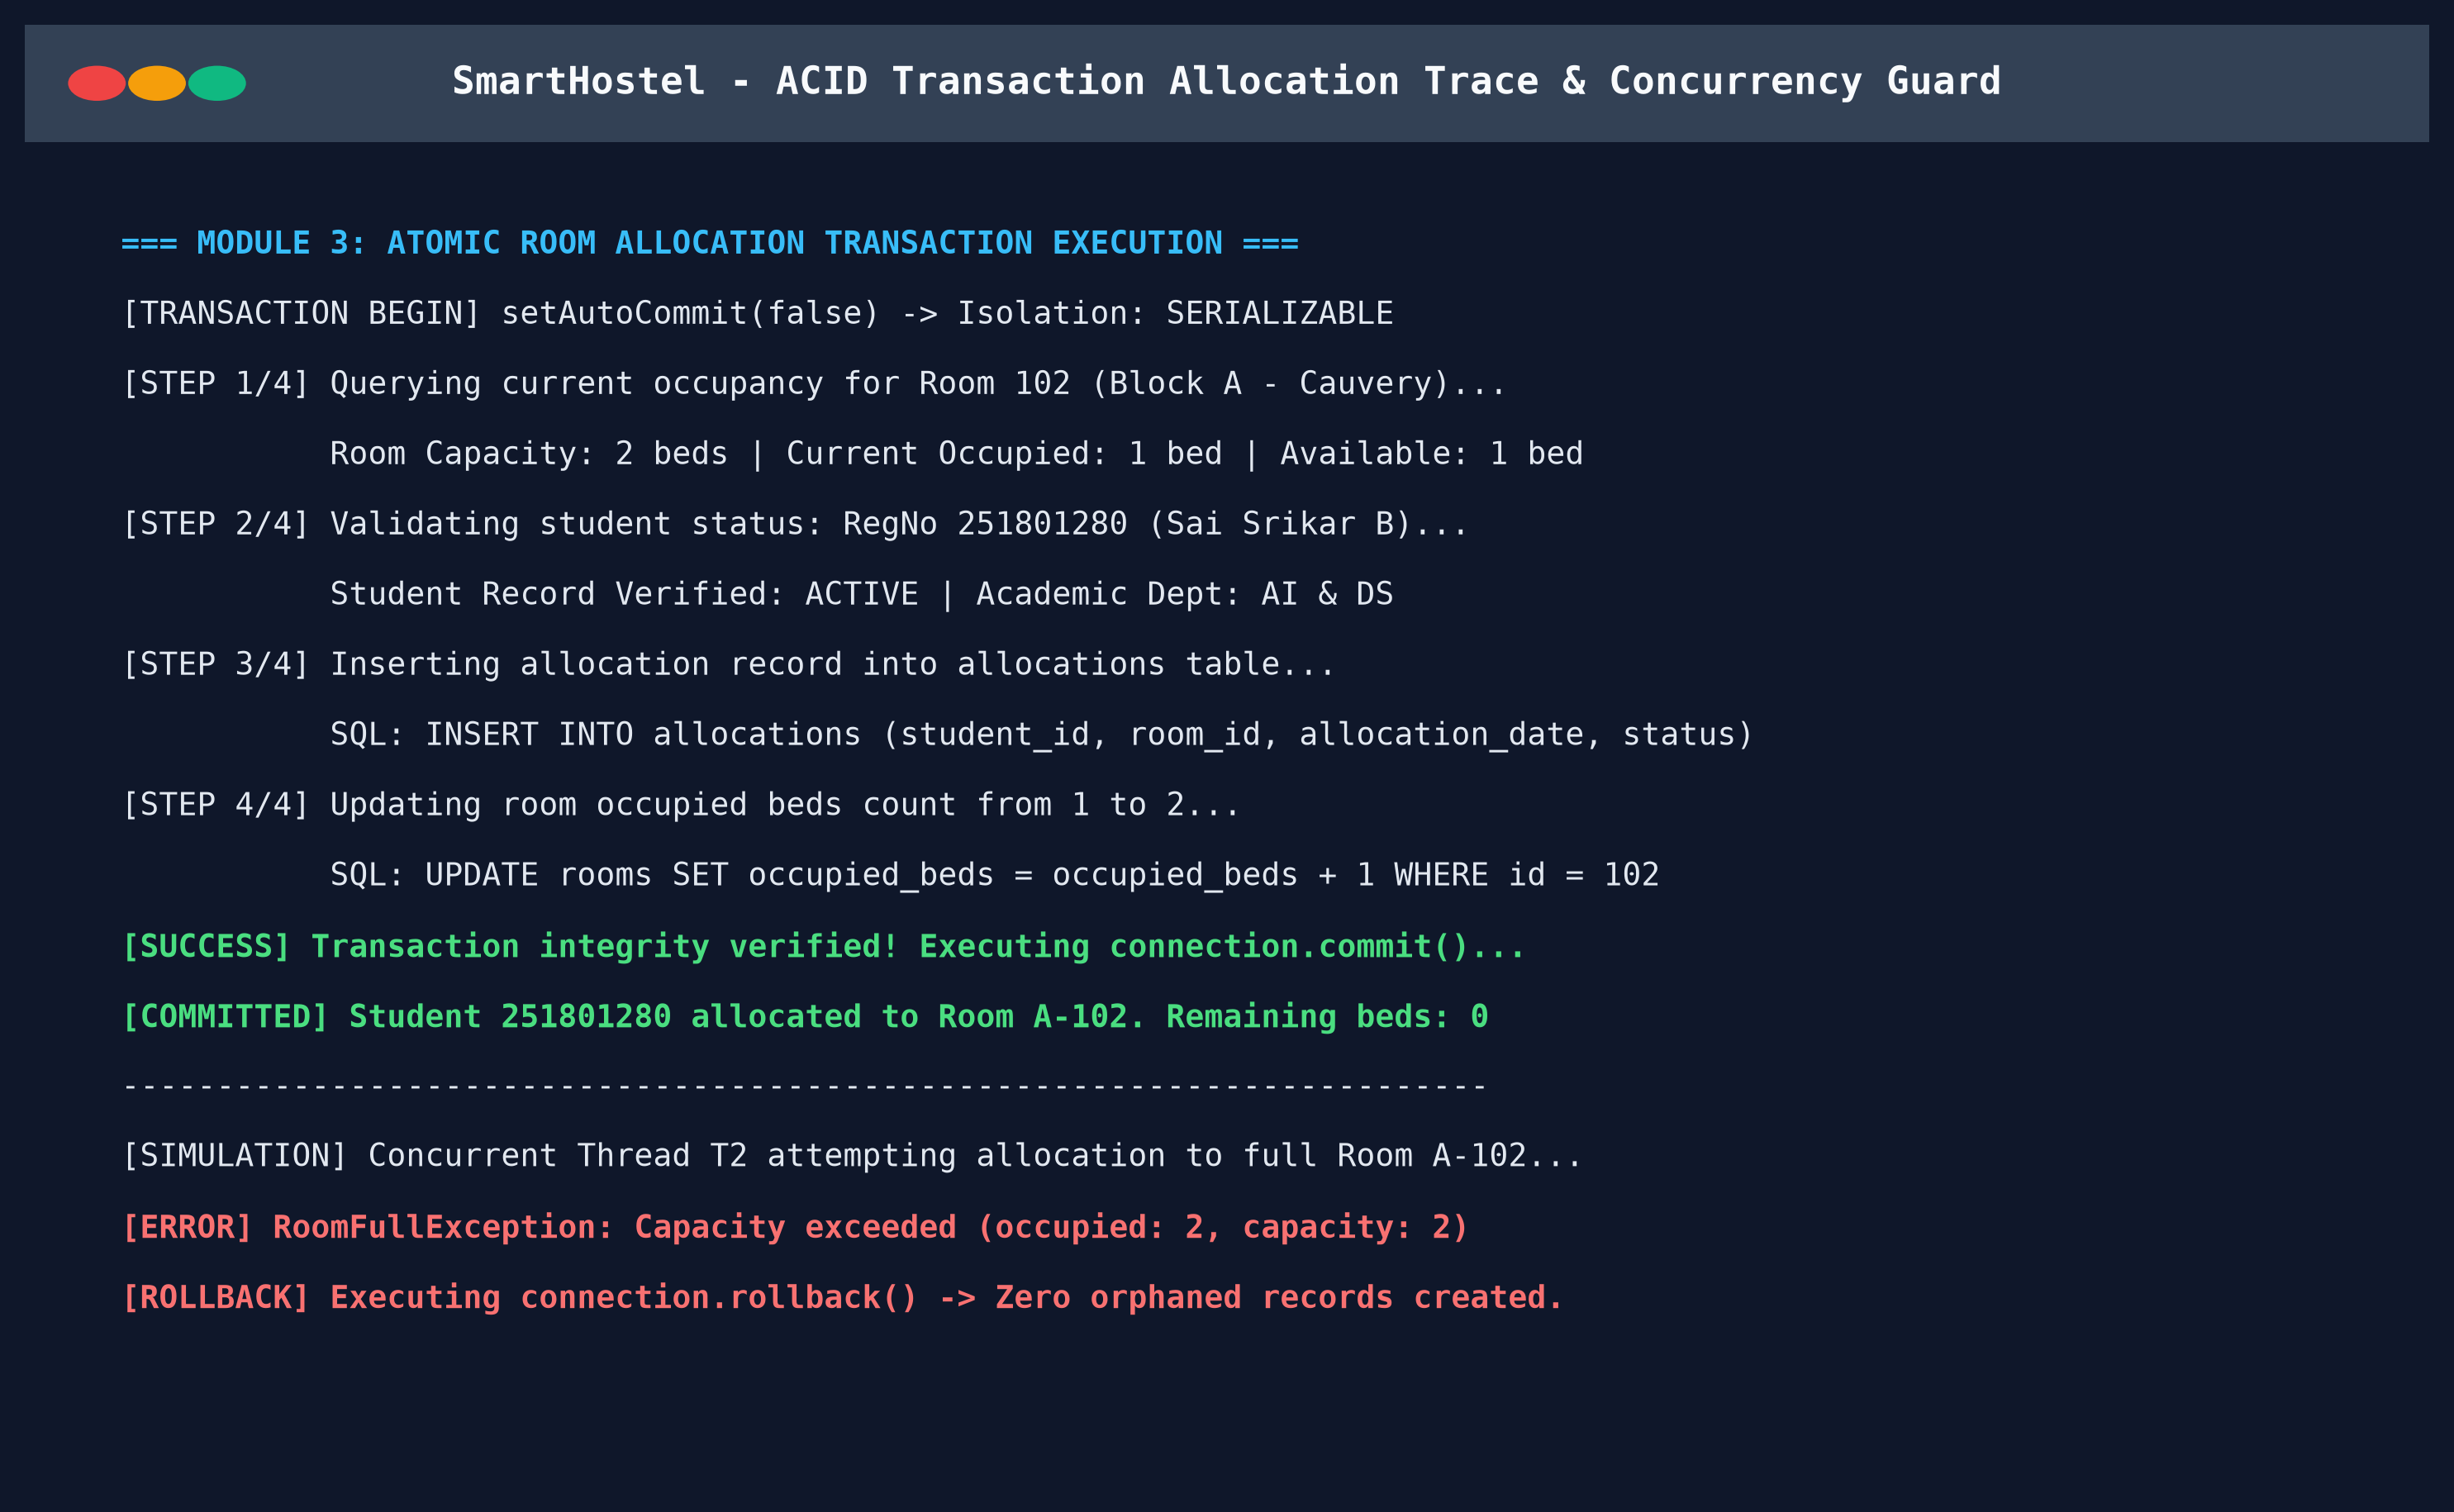 SmartHostel - ACID Transaction Allocation Trace & Concurrency Guard
=== MODULE 3: ATOMIC ROOM ALLOCATION TRANSACTION EXECUTION ===
[TRANSACTION BEGIN] setAutoCommit(false) -> Isolation: SERIALIZABLE
[STEP 1/4] Querying current occupancy for Room 102 (Block A - Cauvery)...
Room Capacity: 2 beds | Current Occupied: 1 bed | Available: 1 bed
[STEP 2/4] Validating student status: RegNo 251801280 (Sai Srikar B)...
Student Record Verified: ACTIVE | Academic Dept: AI & DS
[STEP 3/4] Inserting allocation record into allocations table...
SQL: INSERT INTO allocations (student_id, room_id, allocation_date, status)
[STEP 4/4] Updating room occupied beds count from 1 to 2...
SQL: UPDATE rooms SET occupied_beds = occupied_beds + 1 WHERE id = 102
[SUCCESS] Transaction integrity verified! Executing connection.commit()...
[COMMITTED] Student 251801280 allocated to Room A-102. Remaining beds: 0
------------------------------------------------------------------------
[SIMULATION] Concurrent Thread T2 attempting allocation to full Room A-102...
[ERROR] RoomFullException: Capacity exceeded (occupied: 2, capacity: 2)
[ROLLBACK] Executing connection.rollback() -> Zero orphaned records created.